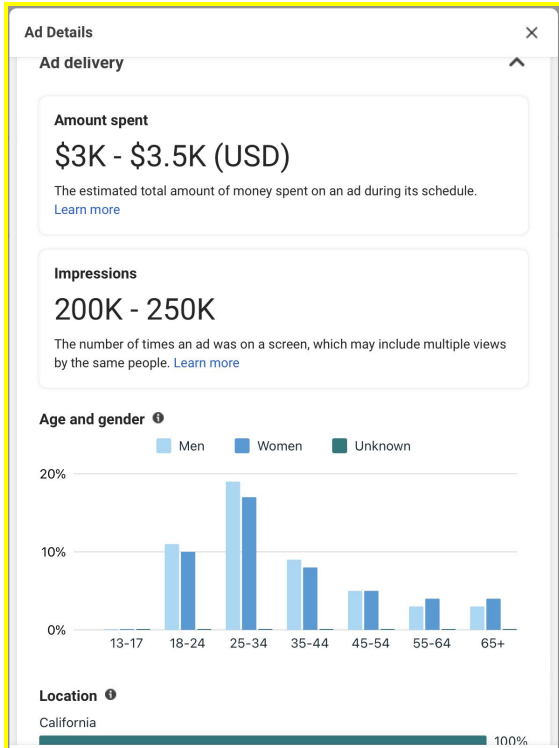 Ad Details
Ad delivery
Amount spent
$3K - $3.5K (USD)
The estimated total amount of money spent on an ad during its schedule.
Learn more
Impressions
200K - 250K
The number of times an ad was on a screen, which may include multiple views
by the same people. Learn more
Age and gender
Men Women Unknown
20%
10%
0%
13-17 18-24 25-34 35-44 45-54 55-64 65+
Location
California
100%